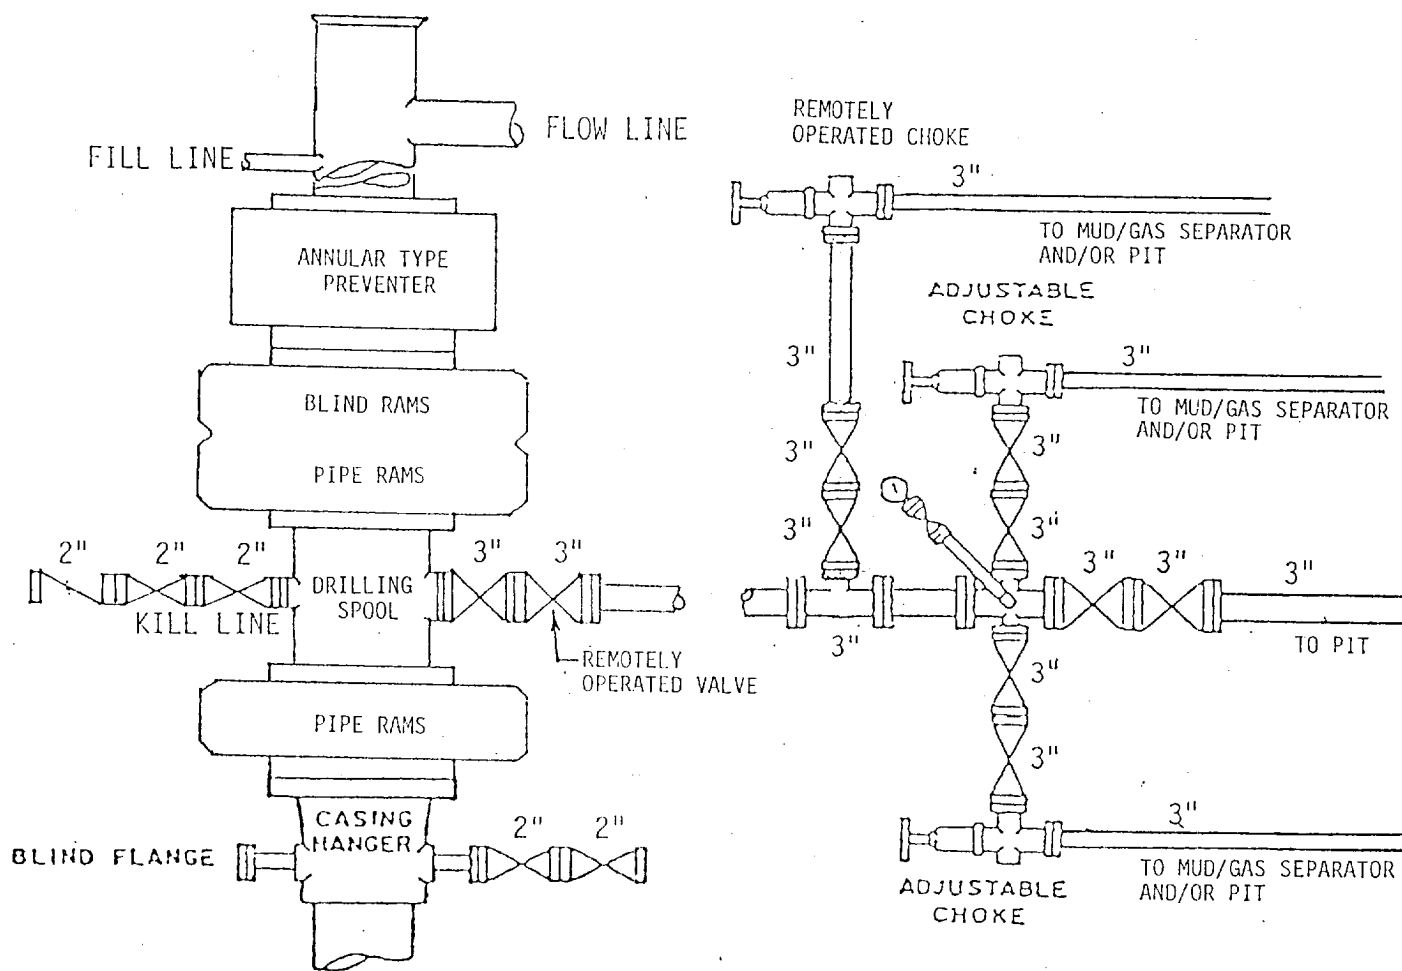 FLOW LINE
FILL LINE
ANNULAR TYPE
PREVENTER
BLIND RAMS
PIPE RAMS
2"
2"
2"
3"
3"
DRILLING
SPOOL
KILL LINE
REMOTELY
OPERATED VALVE
PIPE RAMS
CASING
HANGER
2"
2"
BLIND FLANGE
REMOTELY
OPERATED CHOKE
3"
TO MUD/GAS SEPARATOR
AND/OR PIT
ADJUSTABLE
CHOKE
3"
3"
TO MUD/GAS SEPARATOR
AND/OR PIT
3"
3"
3"
3"
3"
3"
3"
TO PIT
3"
3"
3"
3"
TO MUD/GAS SEPARATOR
AND/OR PIT
ADJUSTABLE
CHOKE